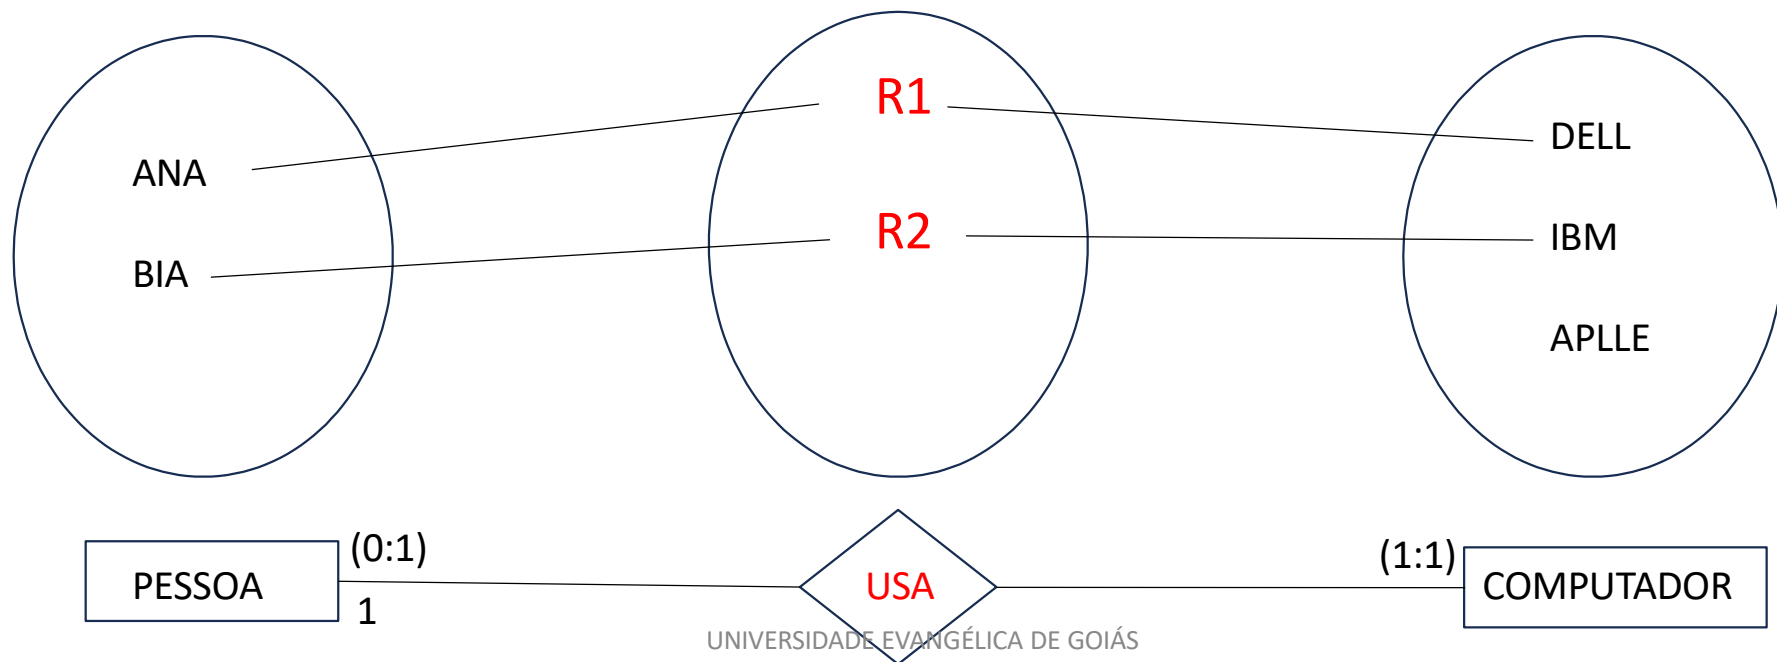 R1
DELL
ANA
R2
IBM
BIA
APLLE
(0:1)
(1:1)
PESSOA
USA
COMPUTADOR
1
UNIVERSIDADE EVANGÉLICA DE GOIÁS